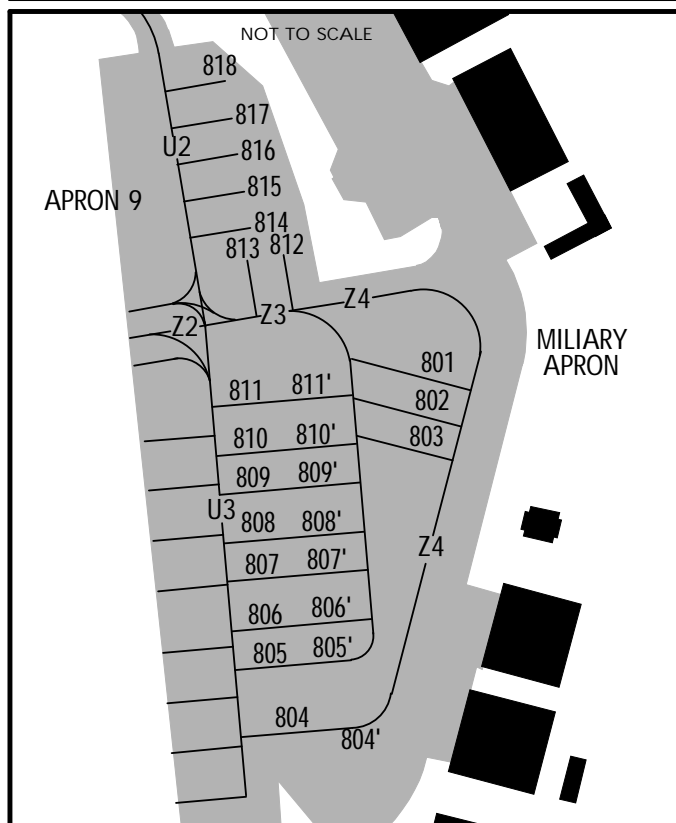 NOT TO SCALE
818
817
U2
816
815
APRON 9
814
813
812
Z4
Z3
Z2
MILIARY
APRON
801
811
811'
802
810
810'
803
809
809'
U3
808
808'
Z4
807
807'
806
806'
805
805'
804
804'